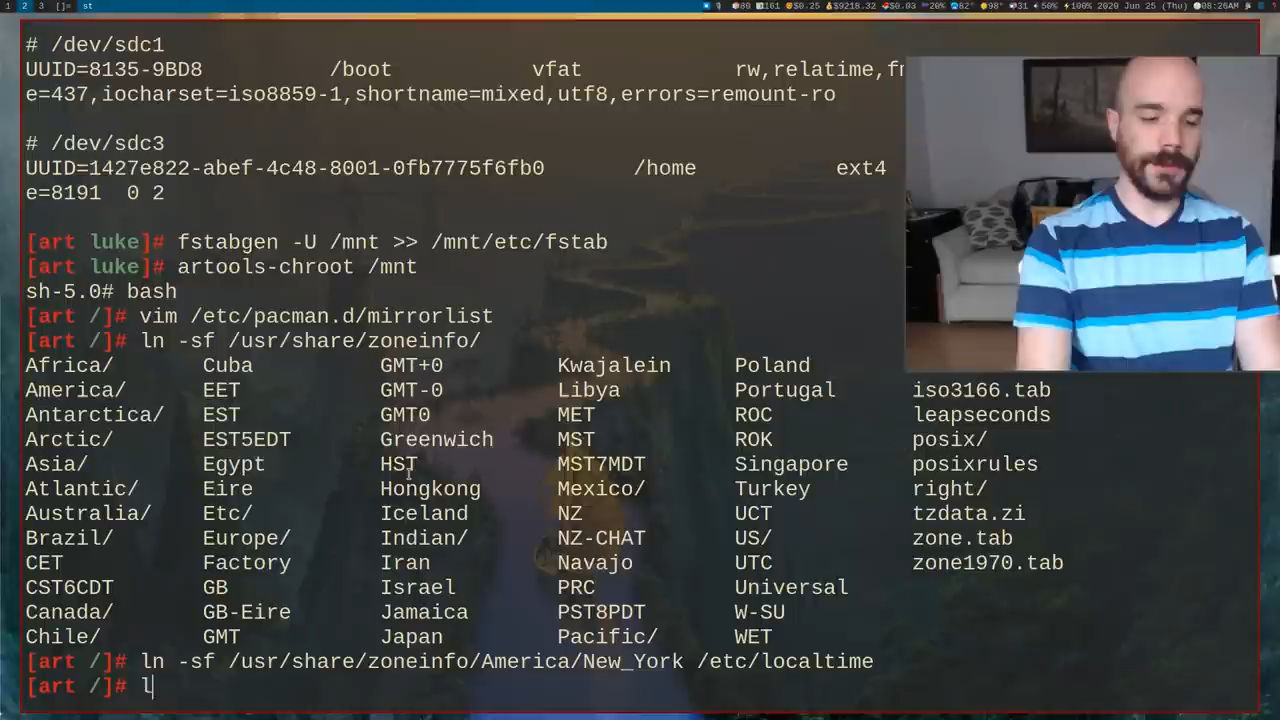 1 2 3 []= st 80 161 $0.25 $9218.32 $0.03 20% 82° 98° 31 50% 100% 2020 Jun 25 (Thu) 08:26AM
# /dev/sdc1
UUID=8135-9BD8 /boot vfat rw,relatime,fm
e=437,iocharset=iso8859-1,shortname=mixed,utf8,errors=remount-ro
# /dev/sdc3
UUID=1427e822-abef-4c48-8001-0fb7775f6fb0 /home ext4
e=8191 0 2
[art luke]# fstabgen -U /mnt >> /mnt/etc/fstab
[art luke]# artools-chroot /mnt
sh-5.0# bash
[art /]# vim /etc/pacman.d/mirrorlist
[art /]# ln -sf /usr/share/zoneinfo/
Africa/ Cuba GMT+0 Kwajalein Poland
America/ EET GMT-0 Libya Portugal iso3166.tab
Antarctica/ EST GMT0 MET ROC leapseconds
Arctic/ EST5EDT Greenwich MST ROK posix/
Asia/ Egypt HST MST7MDT Singapore posixrules
Atlantic/ Eire Hongkong Mexico/ Turkey right/
Australia/ Etc/ Iceland NZ UCT tzdata.zi
Brazil/ Europe/ Indian/ NZ-CHAT US/ zone.tab
CET Factory Iran Navajo UTC zone1970.tab
CST6CDT GB Israel PRC Universal
Canada/ GB-Eire Jamaica PST8PDT W-SU
Chile/ GMT Japan Pacific/ WET
[art /]# ln -sf /usr/share/zoneinfo/America/New_York /etc/localtime
[art /]# l